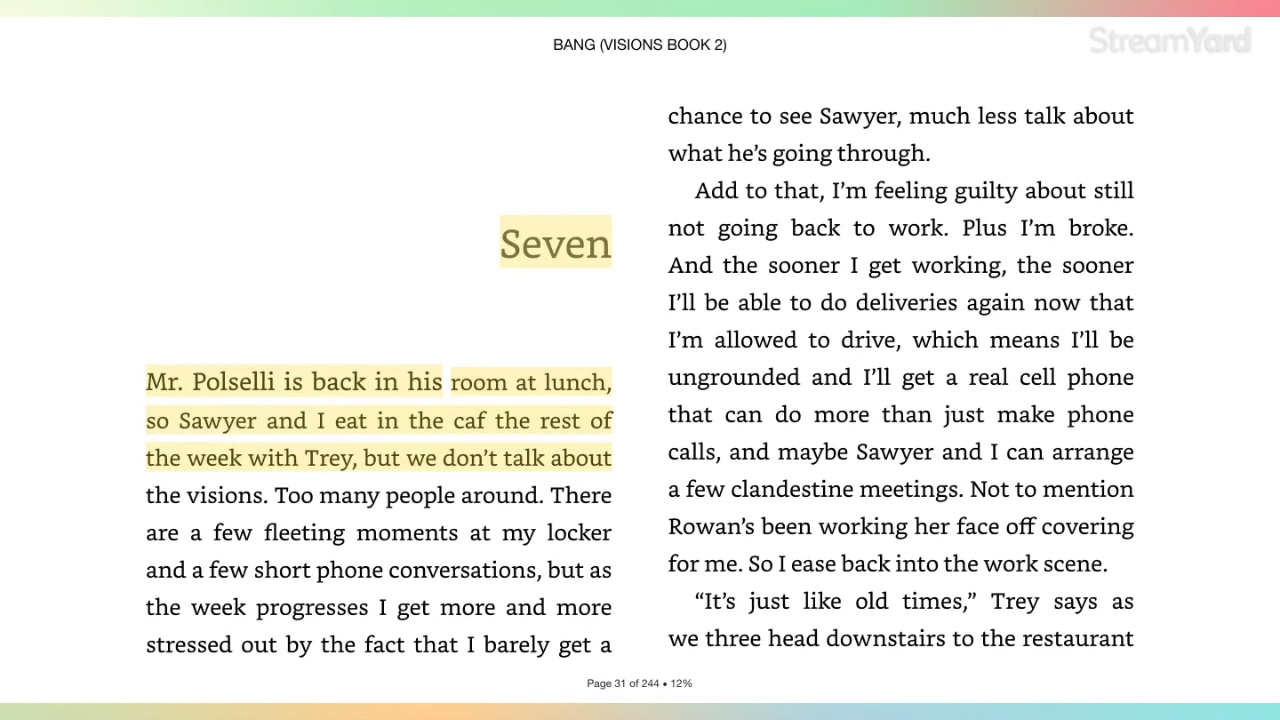 BANG (VISIONS BOOK 2)
StreamYard
Seven
Mr. Polselli is back in his room at lunch,
so Sawyer and I eat in the caf the rest of
the week with Trey, but we don’t talk about
the visions. Too many people around. There
are a few fleeting moments at my locker
and a few short phone conversations, but as
the week progresses I get more and more
stressed out by the fact that I barely get a
chance to see Sawyer, much less talk about
what he’s going through.
Add to that, I’m feeling guilty about still
not going back to work. Plus I’m broke.
And the sooner I get working, the sooner
I’ll be able to do deliveries again now that
I’m allowed to drive, which means I’ll be
ungrounded and I’ll get a real cell phone
that can do more than just make phone
calls, and maybe Sawyer and I can arrange
a few clandestine meetings. Not to mention
Rowan’s been working her face off covering
for me. So I ease back into the work scene.
“It’s just like old times,” Trey says as
we three head downstairs to the restaurant
Page 31 of 244 • 12%